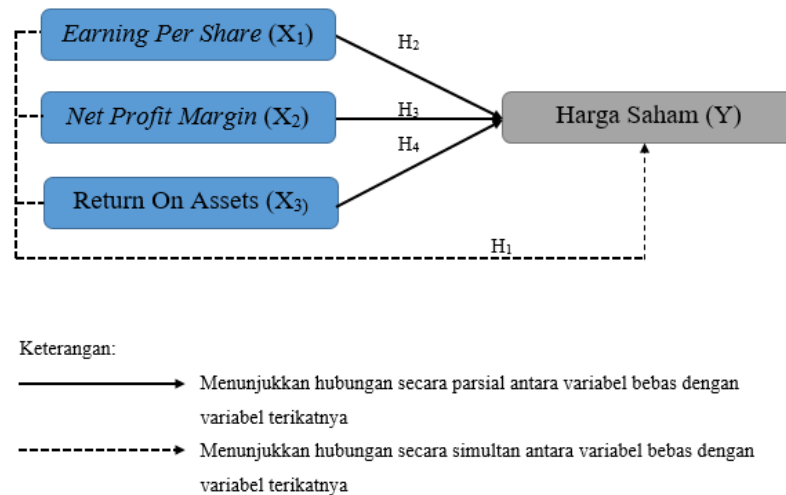 Earning Per Share (X₁)
H₂
Net Profit Margin (X₂)
H₃
Harga Saham (Y)
H₄
Return On Assets (X₃)
H₁
Keterangan:
Menunjukkan hubungan secara parsial antara variabel bebas dengan
variabel terikatnya
Menunjukkan hubungan secara simultan antara variabel bebas dengan
variabel terikatnya